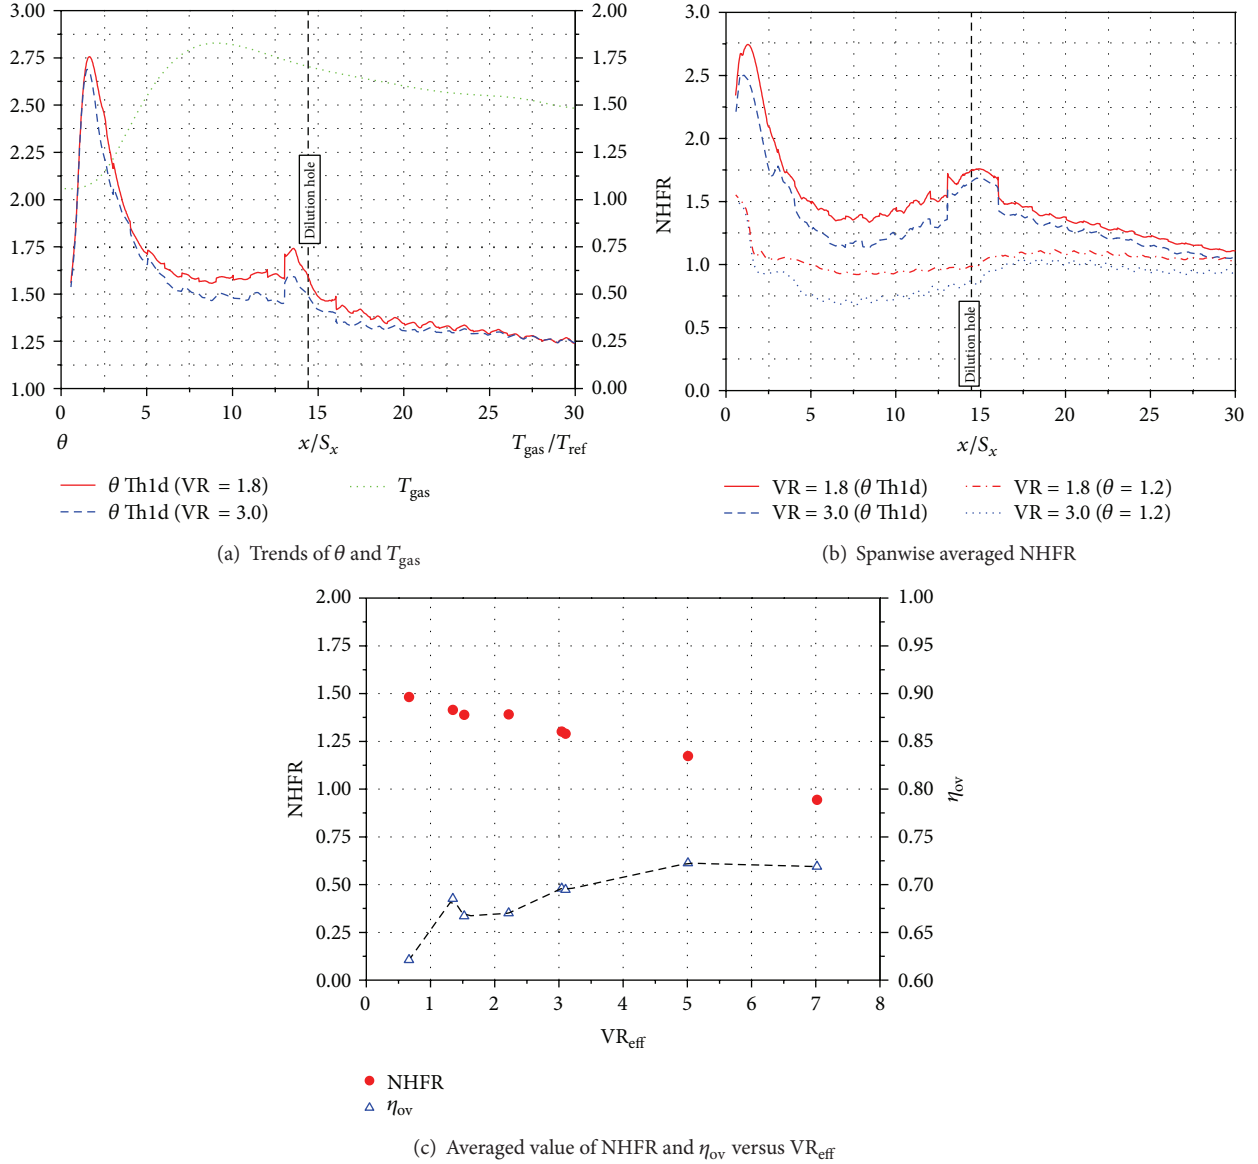 3.00
2.75
2.50
2.25
2.00
1.75
1.50
1.25
1.00
2.00
1.75
1.50
1.25
1.00
0.75
0.50
0.25
0.00
Dilution hole
0 5 10 15 20 25 30
θ x/Sx Tgas/Tref
θ Th1d (VR = 1.8) Tgas
θ Th1d (VR = 3.0)
(a) Trends of θ and Tgas
NHFR
3.0
2.5
2.0
1.5
1.0
0.5
0.0
Dilution hole
0 5 10 15 20 25 30
x/Sx
VR = 1.8 (θ Th1d) VR = 1.8 (θ = 1.2)
VR = 3.0 (θ Th1d) VR = 3.0 (θ = 1.2)
(b) Spanwise averaged NHFR
NHFR
2.00
1.75
1.50
1.25
1.00
0.75
0.50
0.25
0.00
1.00
0.95
0.90
0.85
0.80
0.75
0.70
0.65
0.60
ηov
0 1 2 3 4 5 6 7 8
VReff
NHFR
ηov
(c) Averaged value of NHFR and ηov versus VReff